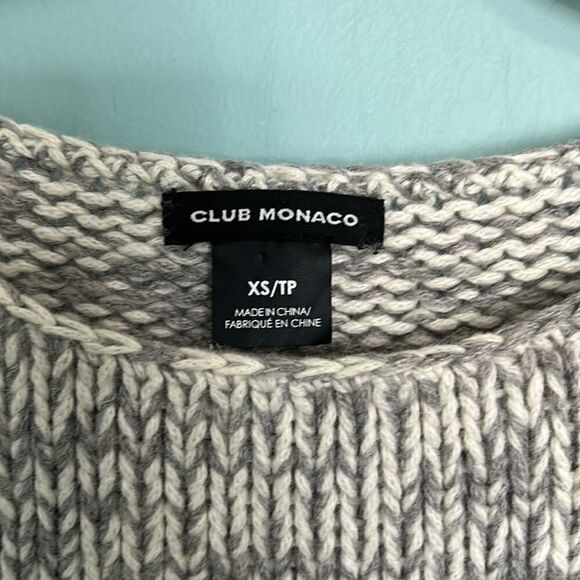 CLUB MONACO
XS/TP
MADE IN CHINA/
FABRIQUÉ EN CHINE